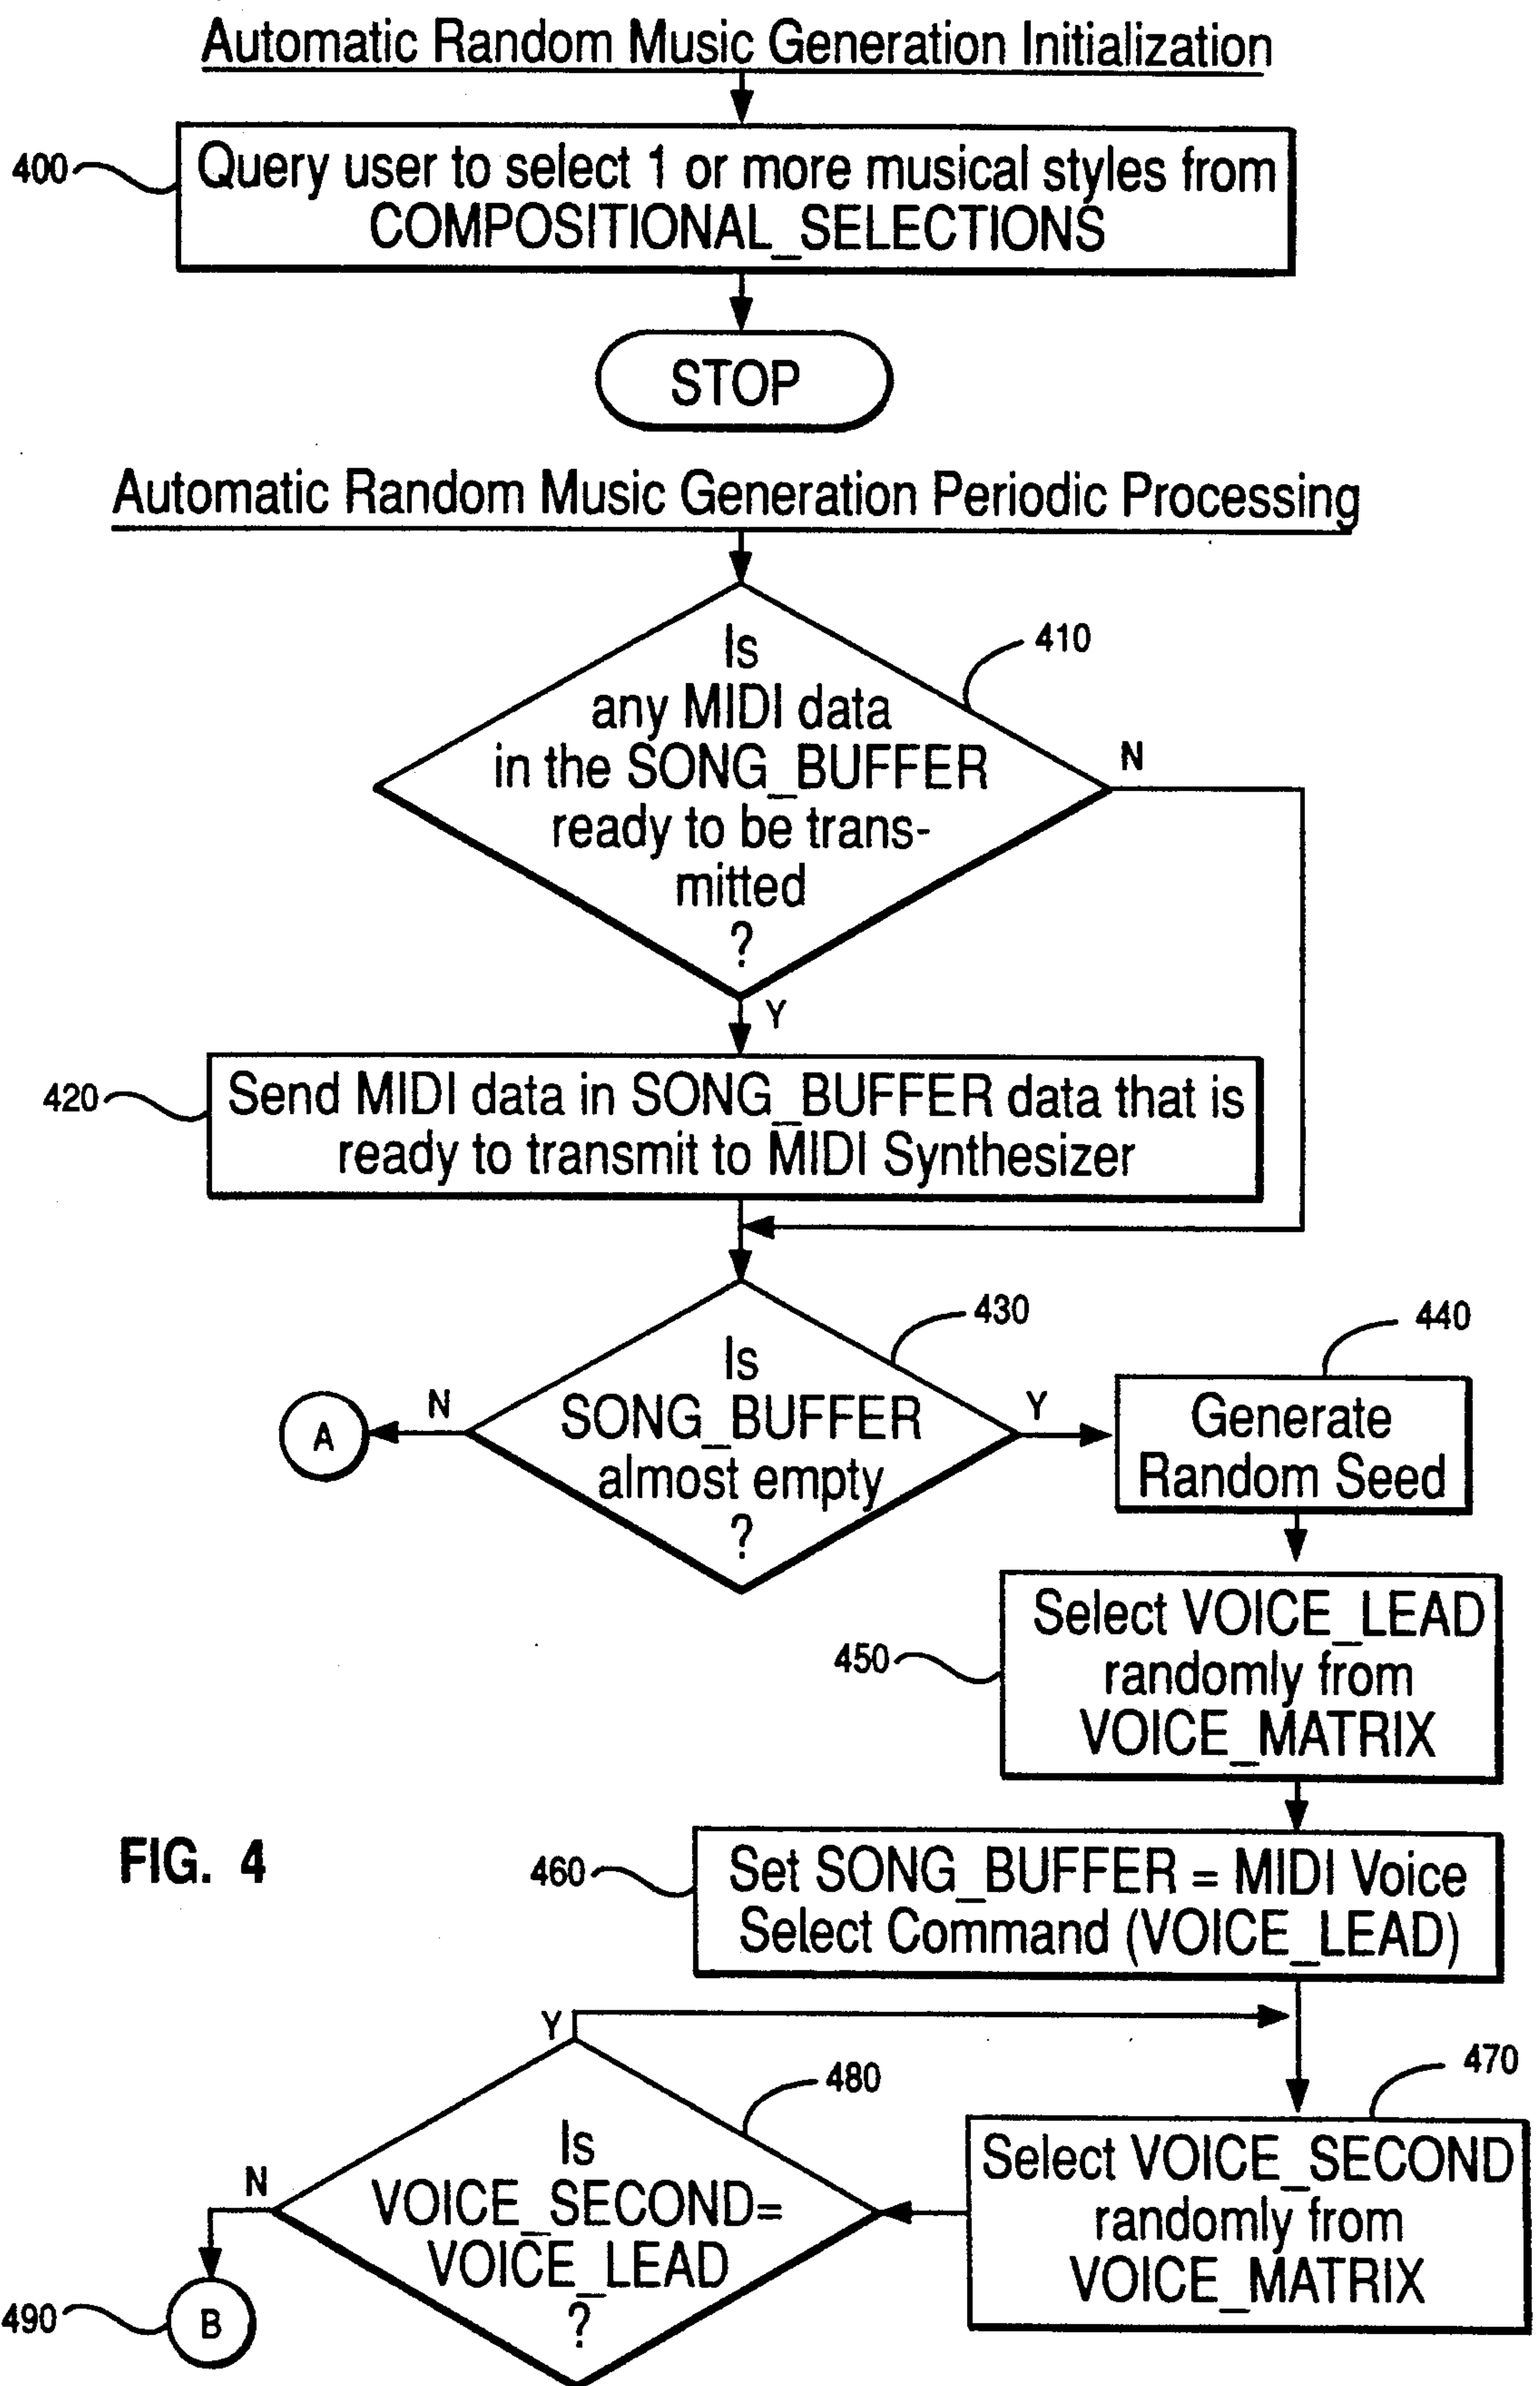 Automatic Random Music Generation Initialization
400
Query user to select 1 or more musical styles from
COMPOSITIONAL_SELECTIONS
STOP
Automatic Random Music Generation Periodic Processing
410
Is
any MIDI data
in the SONG_BUFFER
ready to be trans-
mitted
?
N
Y
420
Send MIDI data in SONG_BUFFER data that is
ready to transmit to MIDI Synthesizer
430
Is
SONG_BUFFER
almost empty
?
N
A
Y
440
Generate
Random Seed
450
Select VOICE_LEAD
randomly from
VOICE_MATRIX
FIG. 4
460
Set SONG_BUFFER = MIDI Voice
Select Command (VOICE_LEAD)
470
Select VOICE_SECOND
randomly from
VOICE_MATRIX
480
Y
Is
VOICE_SECOND=
VOICE_LEAD
?
N
490
B